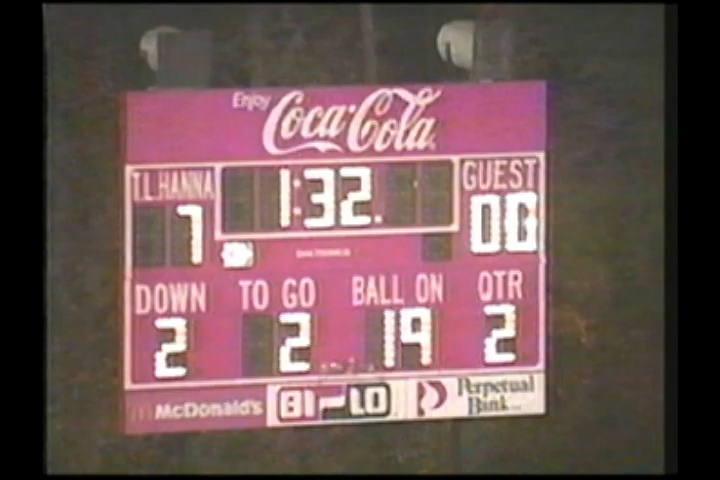 Enjoy
Coca-Cola
T.L.HANNA 1:32. GUEST
7 00
DOWN TO GO BALL ON QTR
2 2 19 2
McDonald's BI-LO Perpetual
Bank